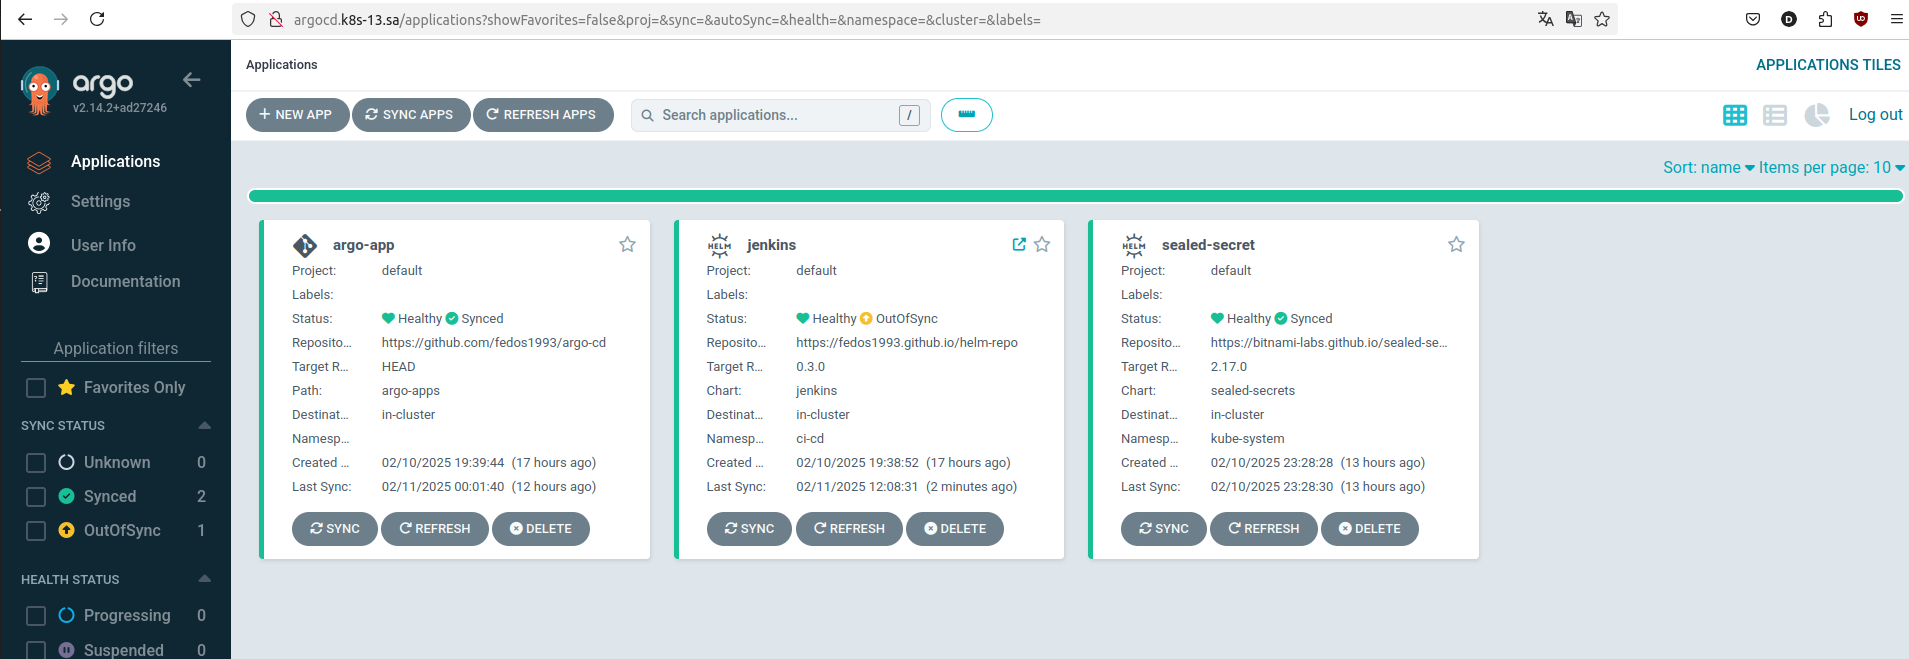 argocd.k8s-13.sa/applications?showFavorites=false&proj=&sync=&autoSync=&health=&namespace=&cluster=&labels=
argo
v2.14.2+ad27246
Applications
Settings
User Info
Documentation
Application filters
Favorites Only
SYNC STATUS
Unknown 0
Synced 2
OutOfSync 1
HEALTH STATUS
Progressing 0
Suspended 0
Applications
APPLICATIONS TILES
+ NEW APP SYNC APPS REFRESH APPS Search applications... / Log out
Sort: name Items per page: 10
argo-app
Project: default
Labels:
Status: Healthy Synced
Reposito... https://github.com/fedos1993/argo-cd
Target R... HEAD
Path: argo-apps
Destinat... in-cluster
Namesp...
Created ... 02/10/2025 19:39:44 (17 hours ago)
Last Sync: 02/11/2025 00:01:40 (12 hours ago)
SYNC REFRESH DELETE
HELM jenkins
Project: default
Labels:
Status: Healthy OutOfSync
Reposito... https://fedos1993.github.io/helm-repo
Target R... 0.3.0
Chart: jenkins
Destinat... in-cluster
Namesp... ci-cd
Created ... 02/10/2025 19:38:52 (17 hours ago)
Last Sync: 02/11/2025 12:08:31 (2 minutes ago)
SYNC REFRESH DELETE
HELM sealed-secret
Project: default
Labels:
Status: Healthy Synced
Reposito... https://bitnami-labs.github.io/sealed-se...
Target R... 2.17.0
Chart: sealed-secrets
Destinat... in-cluster
Namesp... kube-system
Created ... 02/10/2025 23:28:28 (13 hours ago)
Last Sync: 02/10/2025 23:28:30 (13 hours ago)
SYNC REFRESH DELETE